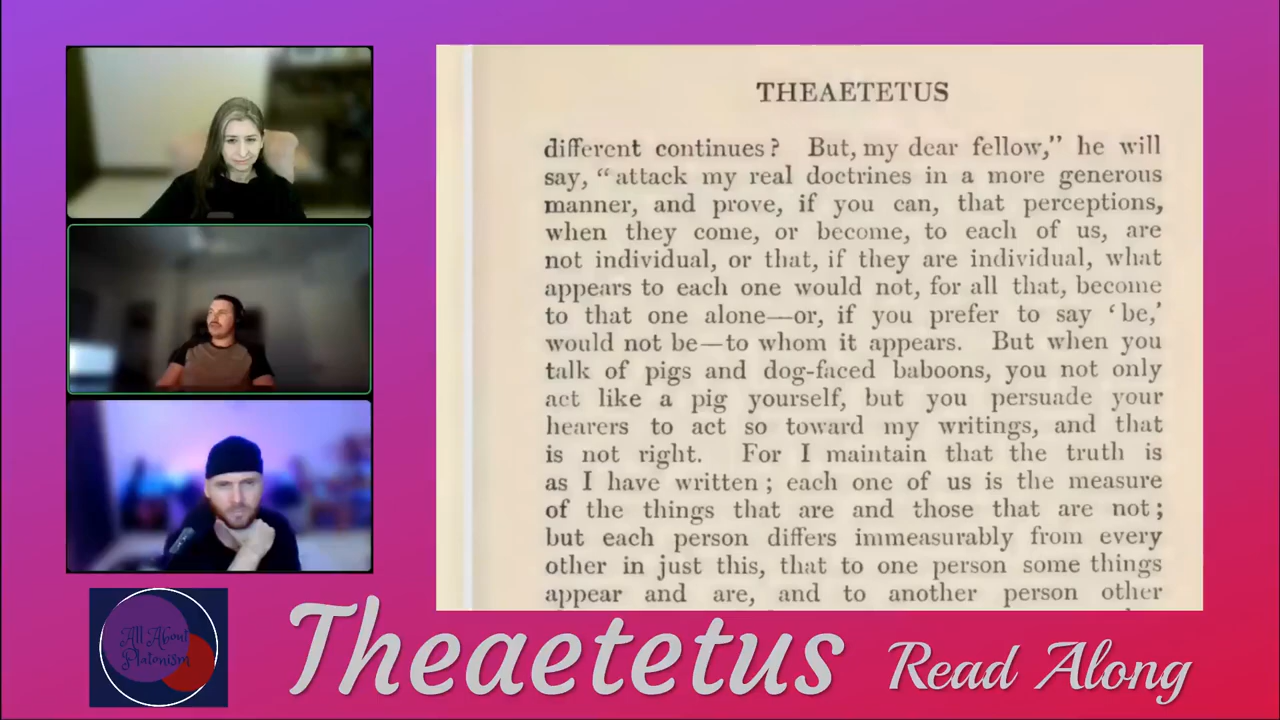 THEAETETUS
different continues? But, my dear fellow,” he will
say, “attack my real doctrines in a more generous
manner, and prove, if you can, that perceptions,
when they come, or become, to each of us, are
not individual, or that, if they are individual, what
appears to each one would not, for all that, become
to that one alone—or, if you prefer to say ‘be,’
would not be—to whom it appears. But when you
talk of pigs and dog-faced baboons, you not only
act like a pig yourself, but you persuade your
hearers to act so toward my writings, and that
is not right. For I maintain that the truth is
as I have written; each one of us is the measure
of the things that are and those that are not;
but each person differs immeasurably from every
other in just this, that to one person some things
appear and are, and to another person other
All About
Platonism
Theaetetus Read Along